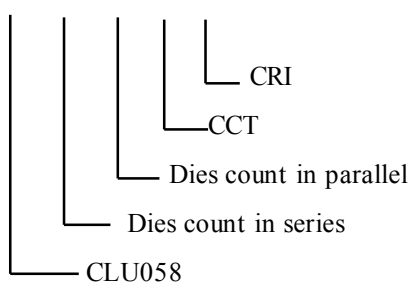 CRI
CCT
Dies count in parallel
Dies count in series
CLU058